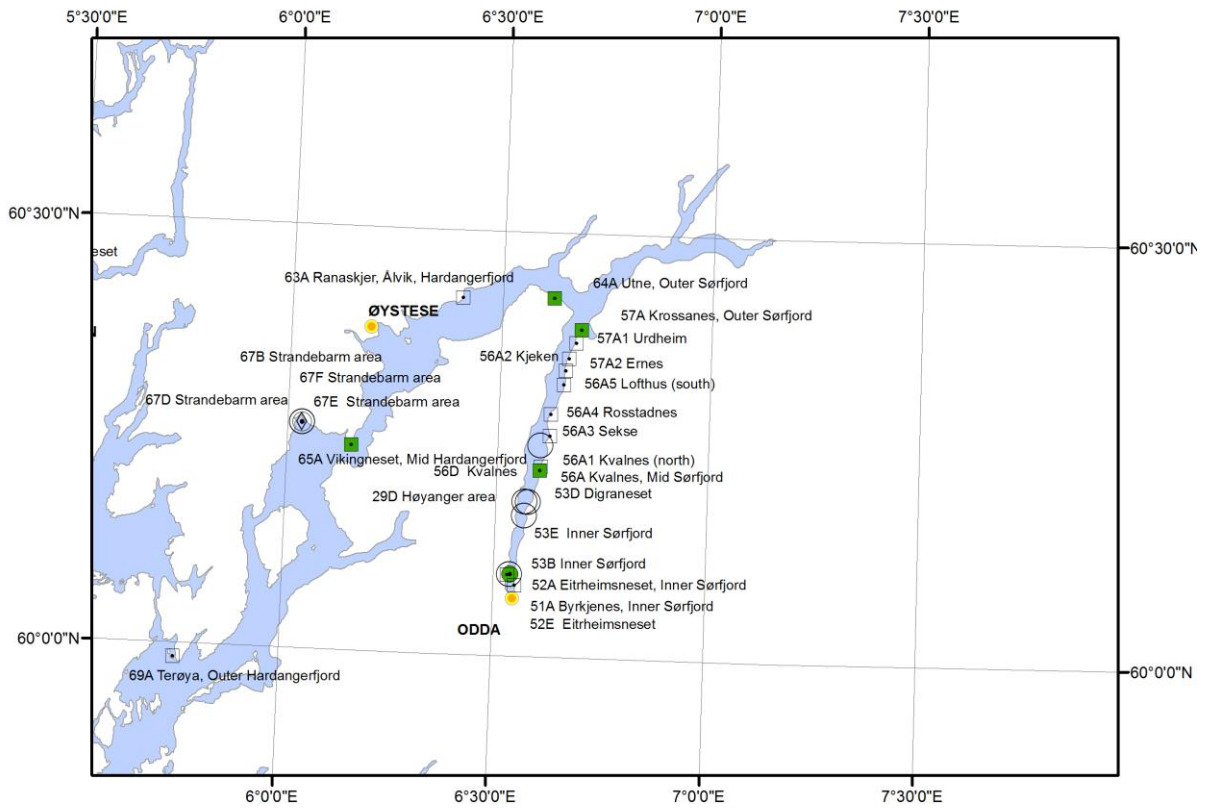 5°30'0"E 6°0'0"E 6°30'0"E 7°0'0"E 7°30'0"E
60°30'0"N
60°30'0"N
eset
63A Ranaskjer, Ålvik, Hardangerfjord
64A Utne, Outer Sørfjord
ØYSTESE
57A Krossanes, Outer Sørfjord
57A1 Urdheim
67B Strandebarm area
56A2 Kjeken
57A2 Ernes
67F Strandebarm area
56A5 Lofthus (south)
67D Strandebarm area
67E Strandebarm area
56A4 Rosstadnes
56A3 Sekse
65A Vikingneset, Mid Hardangerfjord
56A1 Kvalnes (north)
56D Kvalnes
56A Kvalnes, Mid Sørfjord
29D Høyanger area
53D Digraneset
53E Inner Sørfjord
53B Inner Sørfjord
52A Eitrheimsneset, Inner Sørfjord
51A Byrkjenes, Inner Sørfjord
ODDA
52E Eitrheimsneset
60°0'0"N
60°0'0"N
69A Terøya, Outer Hardangerfjord
6°0'0"E 6°30'0"E 7°0'0"E 7°30'0"E